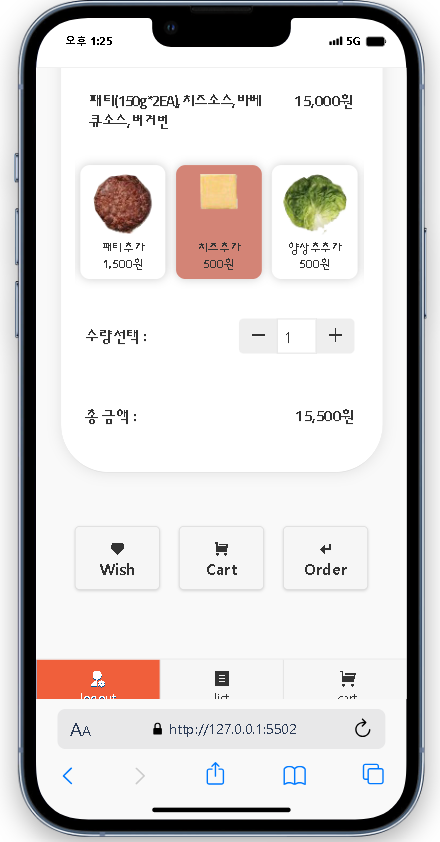 오후 1:25
5G
패티(150g*2EA), 치즈소스, 바베
큐소스, 버거번
15,000원
패티 추가
1,500원
치즈 추가
500원
양상추 추가
500원
수량선택 :
1
총 금액 :
15,500원
Wish
Cart
Order
logout
list
cart
AA
http://127.0.0.1:5502